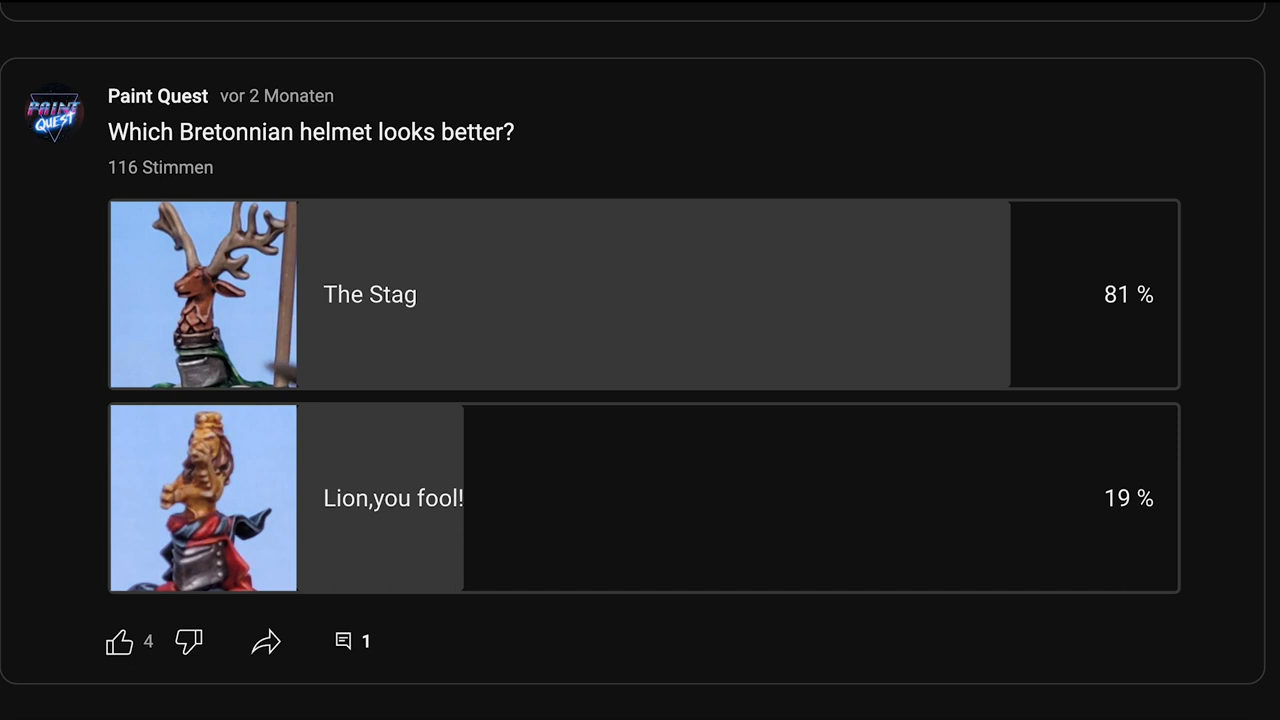 PAINT
QUEST
Paint Quest vor 2 Monaten
Which Bretonnian helmet looks better?
116 Stimmen
The Stag 81 %
Lion,you fool! 19 %
4 1